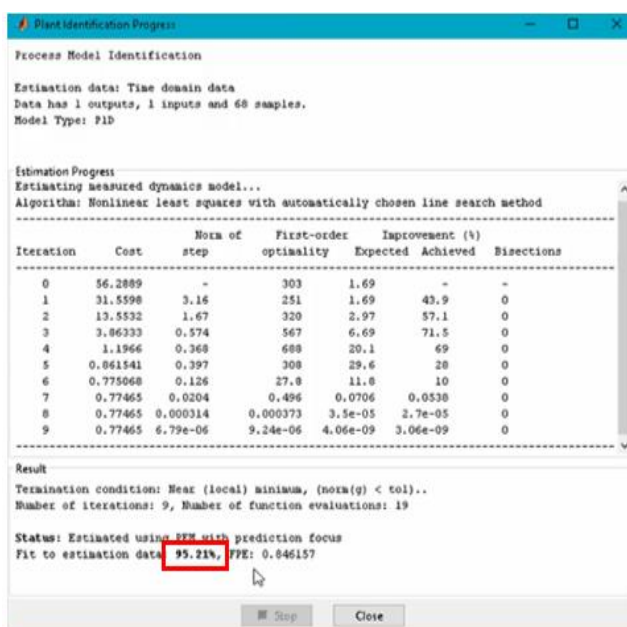 Plant Identification Progress
Process Model Identification
Estimation data: Time domain data
Data has 1 outputs, 1 inputs and 68 samples.
Model Type: P1D
Estimation Progress
Estimating measured dynamics model...
Algorithm: Nonlinear least squares with automatically chosen line search method
Norm of First-order Improvement (%)
Iteration Cost step optimality Expected Achieved Bisections
0 56.2889 - 303 1.69 - -
1 31.5598 3.16 251 1.69 43.9 0
2 13.5532 1.67 320 2.97 57.1 0
3 3.86333 0.574 567 6.69 71.5 0
4 1.1966 0.368 688 20.1 69 0
5 0.861541 0.397 308 29.6 28 0
6 0.775068 0.126 27.8 11.8 10 0
7 0.77465 0.0204 0.496 0.0706 0.0538 0
8 0.77465 0.000314 0.000373 3.5e-05 2.7e-05 0
9 0.77465 6.79e-06 9.24e-06 4.06e-09 3.06e-09 0
Result
Termination condition: Near (local) minimum, (norm(g) < tol)..
Number of iterations: 9, Number of function evaluations: 19
Status: Estimated using PEM with prediction focus
Fit to estimation data 95.21%, FPE: 0.846157
Stop Close